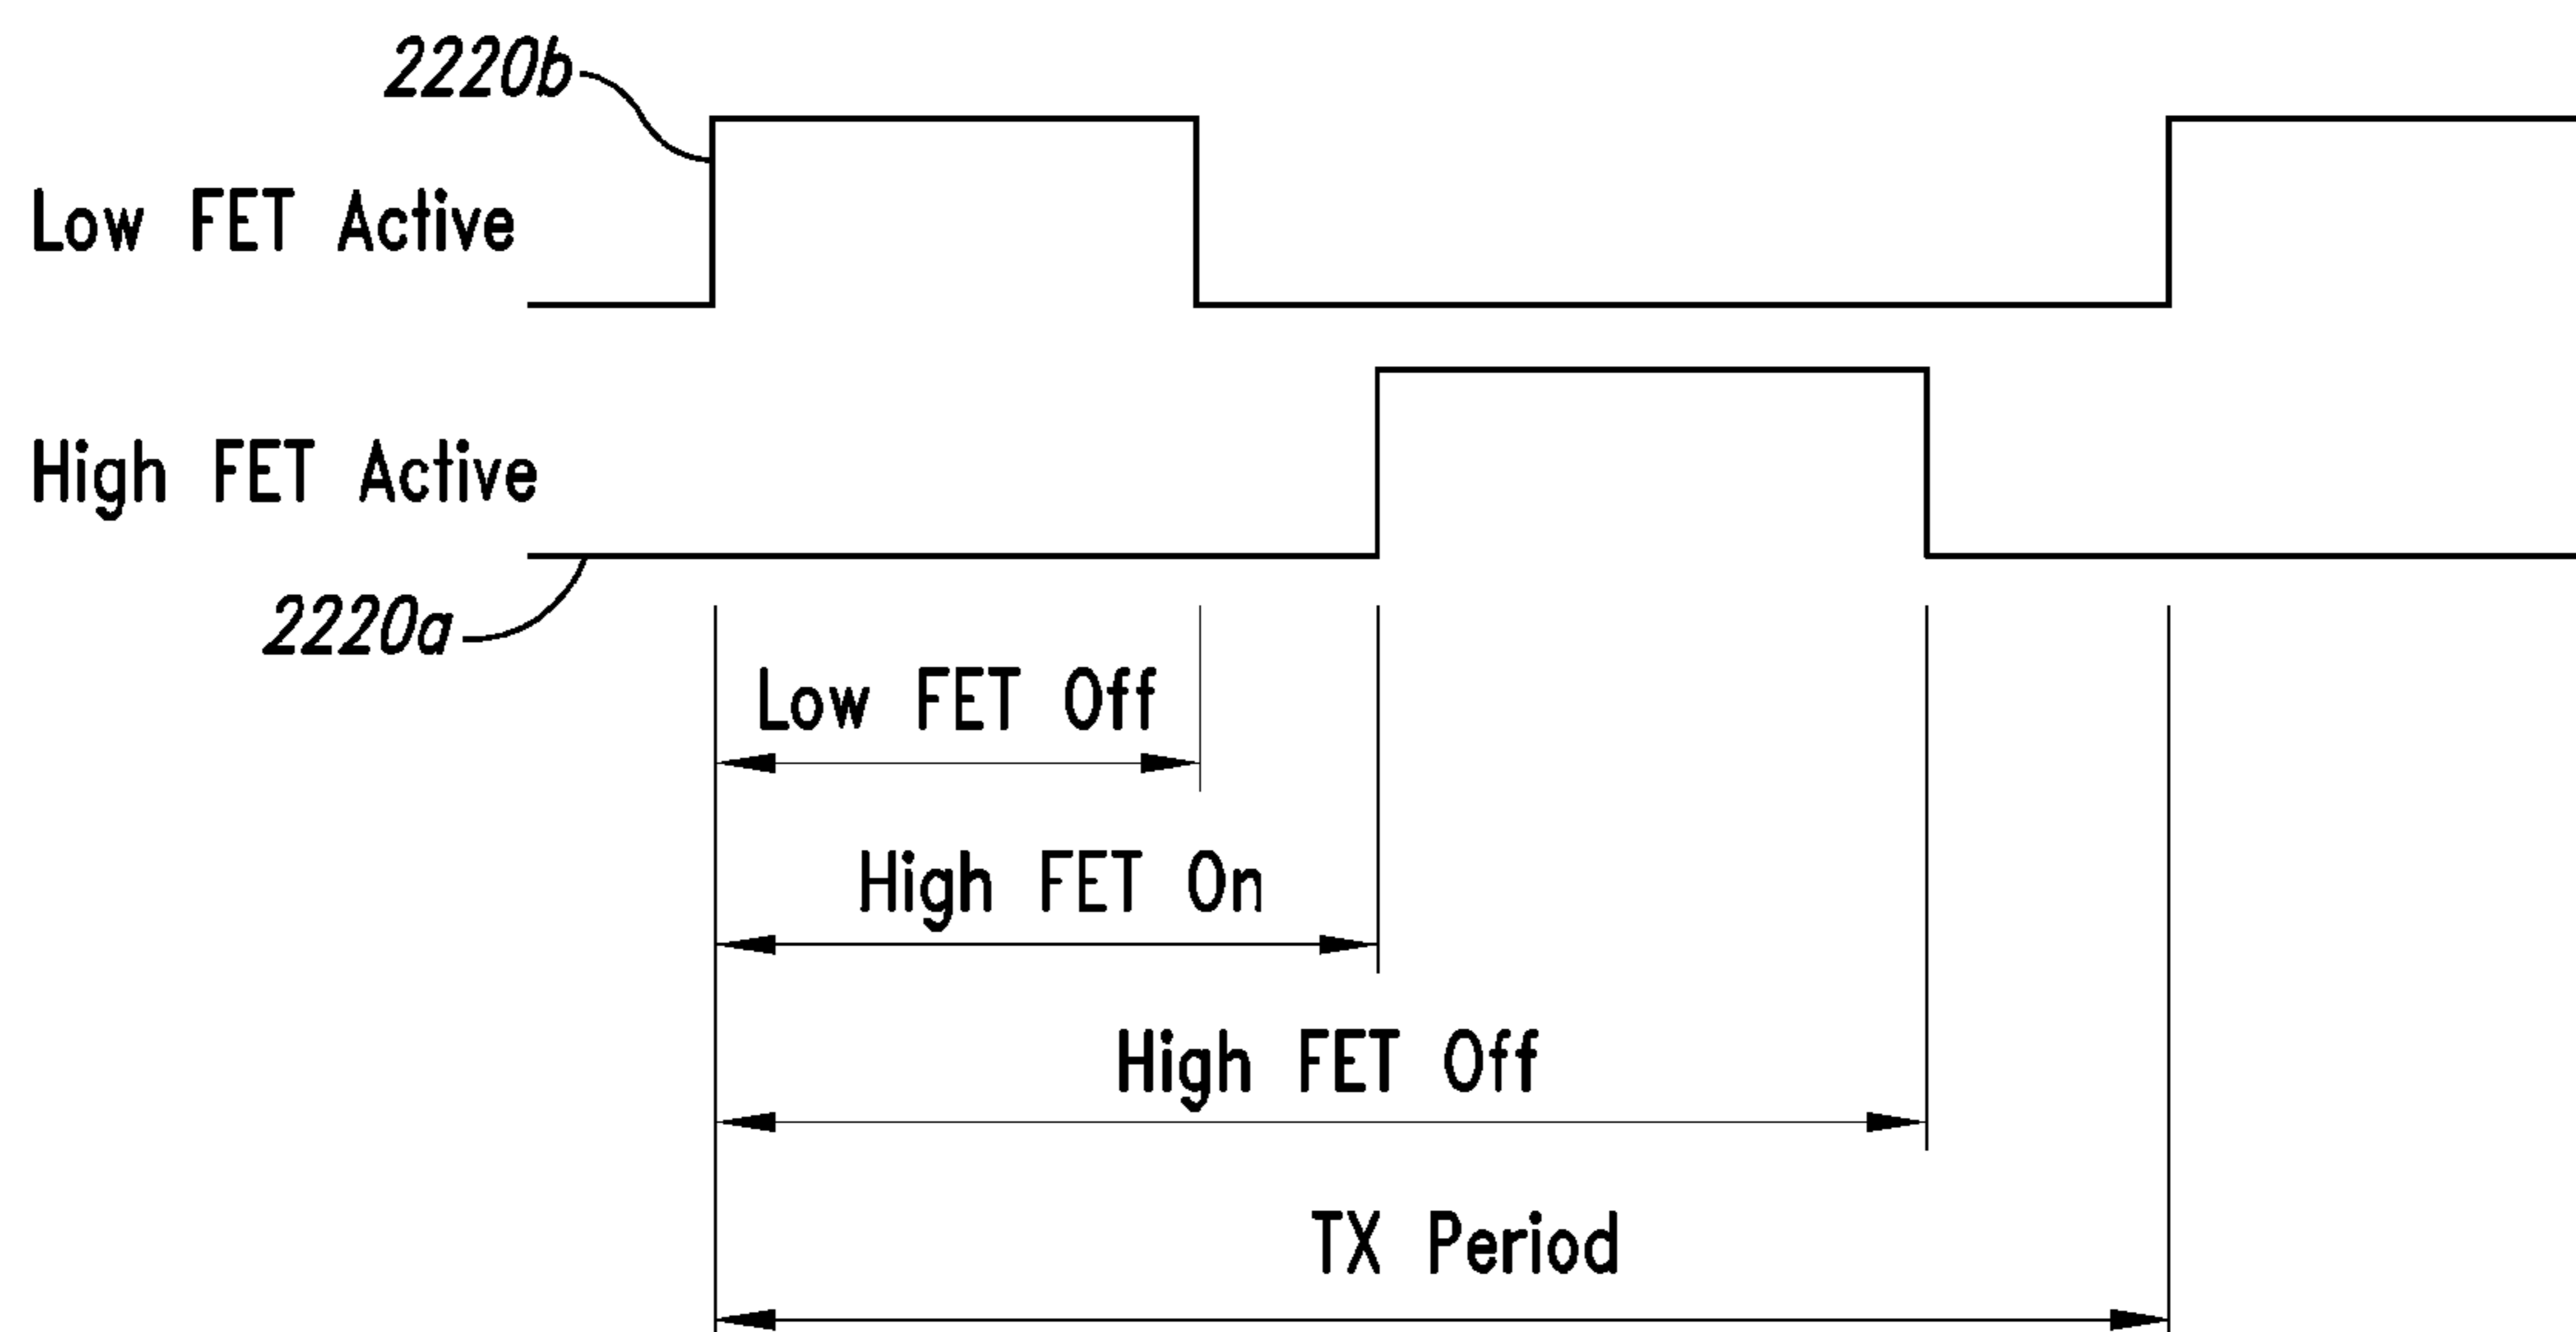 2220b
Low FET Active
High FET Active
2220a
Low FET Off
High FET On
High FET Off
TX Period